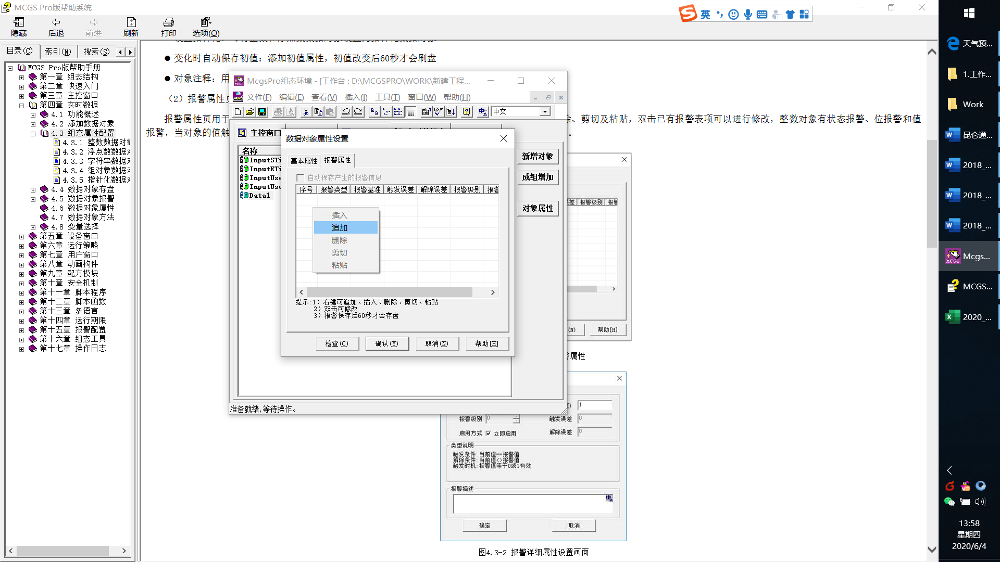 MCGS Pro版帮助系统
隐藏
后退
前进
刷新
打印
选项(O)
目录(C)
索引(N)
搜索(S)
MCGS Pro版帮助手册
第一章 组态结构
第二章 快速入门
第三章 主控窗口
第四章 实时数据
4.1 功能概述
4.2 添加数据对象
4.3 组态属性配置
4.3.1 整数数据对
4.3.2 浮点数数据
4.3.3 字符串数据
4.3.4 组对象数据
4.3.5 指针化数据
4.4 数据对象存盘
4.5 数据对象报警
4.6 数据对象属性
4.7 数据对象方法
4.8 变量选择
第五章 设备窗口
第六章 运行策略
第七章 用户窗口
第八章 动画构件
第九章 配方模块
第十章 安全机制
第十一章 脚本程序
第十二章 脚本函数
第十三章 多语言
第十四章 运行期限
第十五章 报警配置
第十六章 组态工具
第十七章 操作日志
● 变化时自动保存初值：添加初值属性，初值改变后60秒才会刷盘
● 对象注释：用
（2）报警属性
报警属性页用于
、剪切及粘贴，双击已有报警表项可以进行修改，整数对象有状态报警、位报警和值
报警，当对象的值触
。
McgsPro组态环境 - [工作台 : D:\MCGSPRO\WORK\新建工程...
文件(F)
编辑(E)
查看(V)
插入(I)
工具(T)
窗口(W)
帮助(H)
中文
主控窗口
名称
InputSTi
InputETi
InputUse
InputUse
Data1
新增对象
成组增加
对象属性
准备就绪,等待操作。
数据对象属性设置
基本属性
报警属性
自动保存产生的报警信息
序号
报警类型
报警基准
触发误差
解除误差
报警级别
报警
插入
追加
删除
剪切
粘贴
提示:1）右键可追加、插入、删除、剪切、粘贴
2）双击可修改
3）报警保存后60秒才会存盘
检查(C)
确认(Y)
取消(N)
帮助[H]
差
报警级别
报警
(N)
帮助[H]
属性
1
报警级别
0
触发误差
0
启用方式
立即启用
解除误差
0
类型说明
触发条件:当前值==报警值
解除条件:当前值<>报警值
触发时机:报警值等于0或1有效
报警描述
确定
取消
图4.3-2 报警详细属性设置画面
S
英
天气预...
1.工作...
Work
昆仑通...
2018_...
2018_...
2018_...
Mcgs...
MCGS...
2020_...
13:58
星期四
2020/6/4